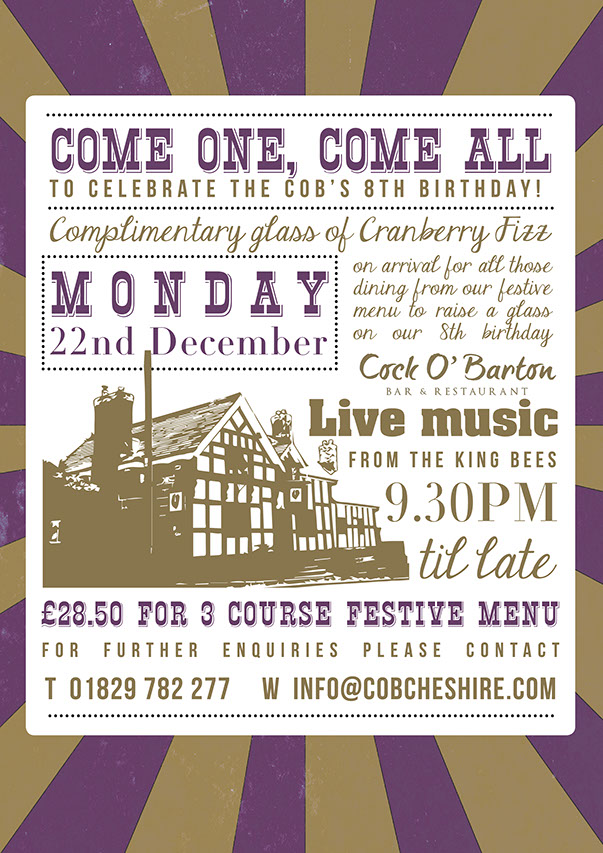 COME ONE, COME ALL
TO CELEBRATE THE COB'S 8TH BIRTHDAY!
Complimentary glass of Cranberry Fizz
MONDAY
22nd December
on arrival for all those
dining from our festive
menu to raise a glass
on our 8th birthday
Cock O' Barton
BAR & RESTAURANT
Live music
FROM THE KING BEES
9.30PM
til late
£28.50 FOR 3 COURSE FESTIVE MENU
FOR FURTHER ENQUIRIES PLEASE CONTACT
T 01829 782 277 W INFO@COBCHESHIRE.COM